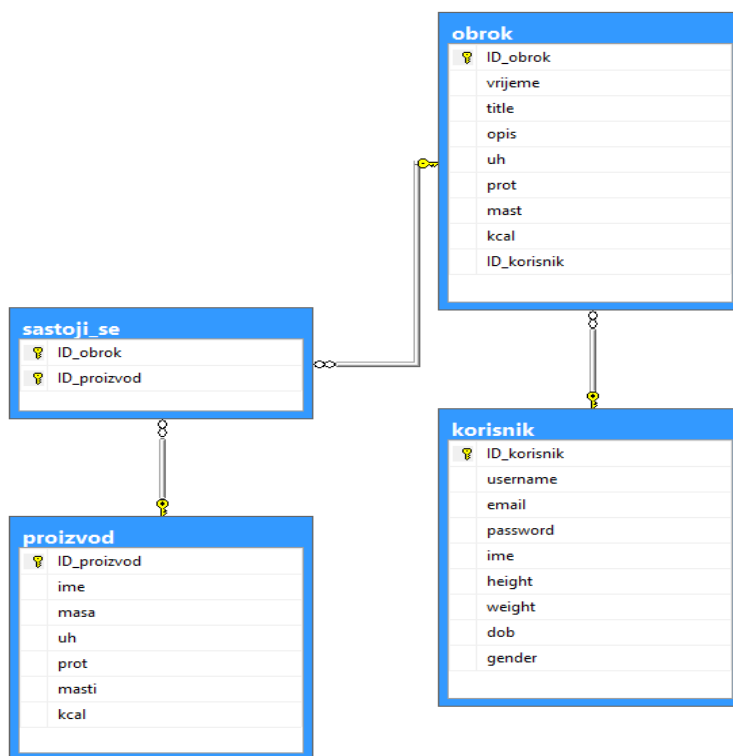 obrok
ID_obrok
vrijeme
title
opis
uh
prot
mast
kcal
ID_korisnik
sastoji_se
ID_obrok
ID_proizvod
korisnik
ID_korisnik
username
email
password
ime
height
weight
dob
gender
proizvod
ID_proizvod
ime
masa
uh
prot
masti
kcal